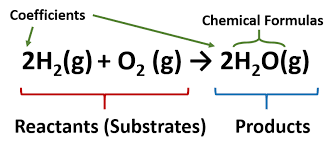 Coefficients
Chemical Formulas
2H₂(g) + O₂ (g) → 2H₂O(g)
Reactants (Substrates)
Products